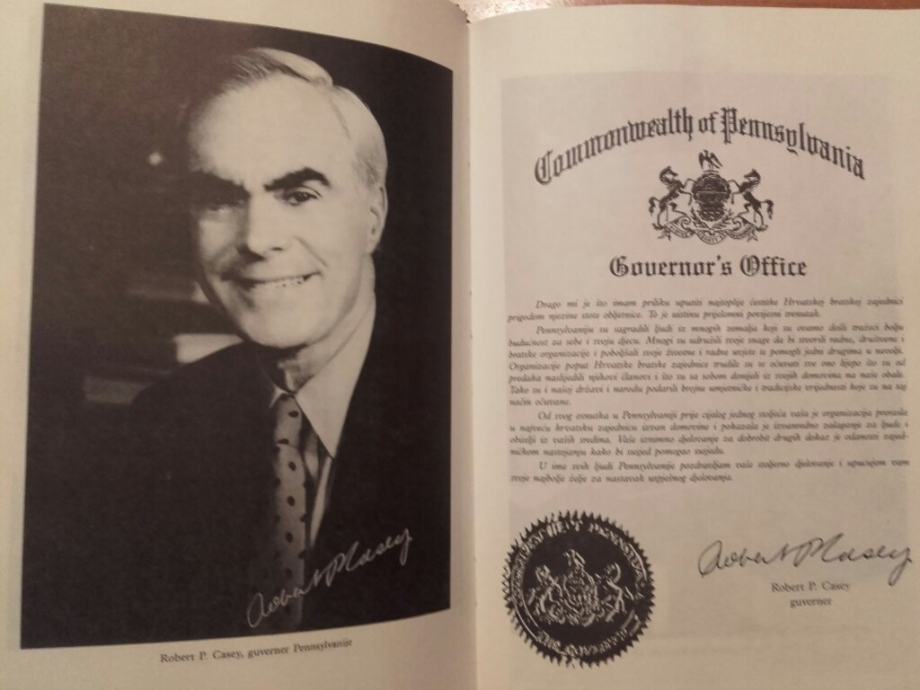 Robert P Casey
Robert P. Casey, guverner Pennsylvanije
Commonwealth of Pennsylvania
Governor's Office
Drago mi je što imam priliku uputiti najtoplije čestitke Hrvatskoj bratskoj zajednici
prigodom njezine stote obljetnice. To je uistinu prijelomni povijesni trenutak.
Pennsylvaniju su sagradili ljudi iz mnogih zemalja koji su ovamo došli tražeći bolju
budućnost za sebe i svoju djecu. Mnogi su udružili svoje snage da bi stvorili radne, društvene i
bratske organizacije i poboljšali svoje životne i radne uvjete te pomogli jedni drugima u nevolji.
Organizacije poput Hrvatske bratske zajednice trudile su se očuvati sve ono lijepo što su od
predaka naslijedili njihovi članovi i što su sa sobom donijeli iz svojih domovina na naše obale.
Tako su i našoj državi i narodu podarili brojne umjetničke i tradicijske vrijednosti koje su na taj
način očuvane.
Od svog osnutka u Pennsylvaniji prije cijelog jednog stoljeća vaša je organizacija prerasla
u najveću hrvatsku zajednicu izvan domovine i pokazala je izvanredno zalaganje za ljude i
obitelji iz vaših sredina. Vaše iznimno djelovanje za dobrobit drugih dokaz je odanosti zajed-
ničkom nastojanju kako bi susjed pomogao susjedu.
U ime svih ljudi Pennsylvanije pozdravljam vaše stoljetno djelovanje i upućujem vam
svoje najbolje želje za nastavak uspješnog djelovanja.
Robert P Casey
Robert P. Casey
guverner